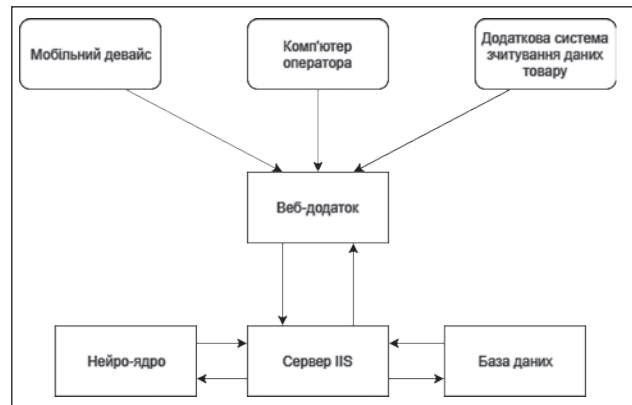 Мобільний девайс
Комп'ютер
оператора
Додаткова система
зчитування даних
товару
Веб-додаток
Нейро-ядро
Сервер IIS
База даних